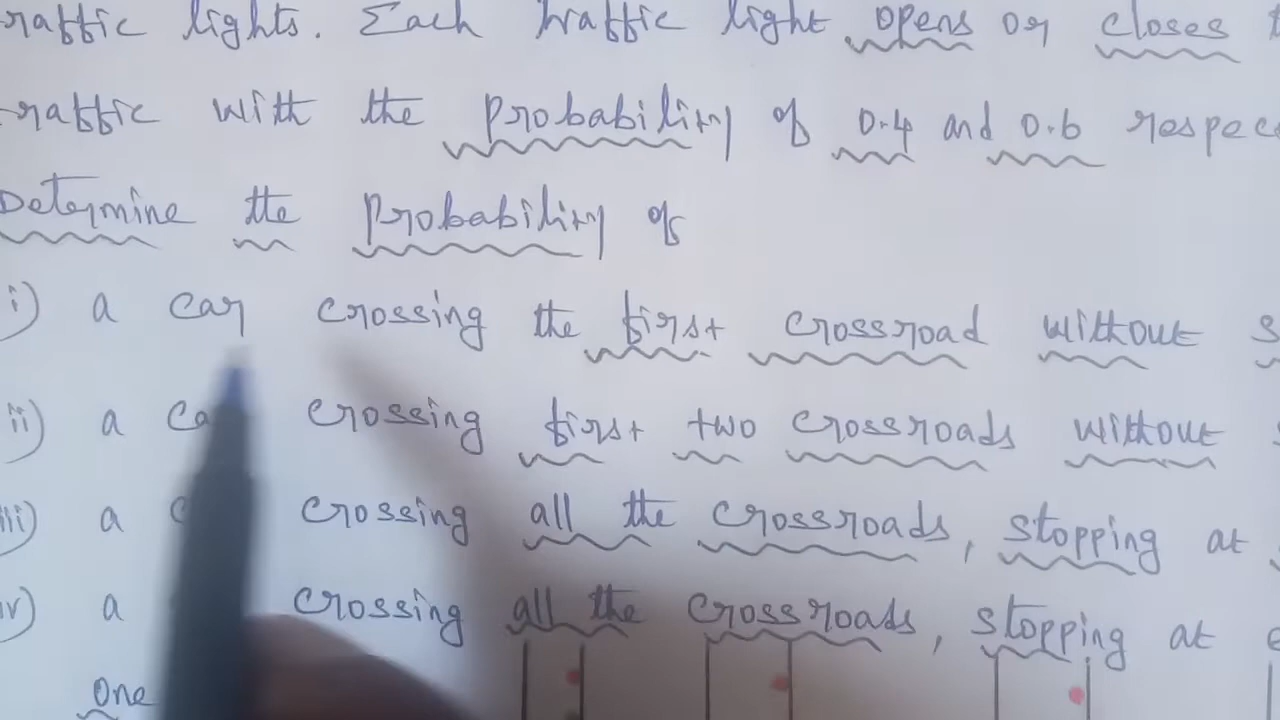 raffic lights. Each traffic light opens or closes
raffic with the probability of 0.4 and 0.6 respec
Determine the probability of
i) a car crossing the first crossroad without s
ii) a ca crossing first two crossroads without
iii) a c crossing all the crossroads, stopping at
iv) a crossing all the crossroads, stopping at
One